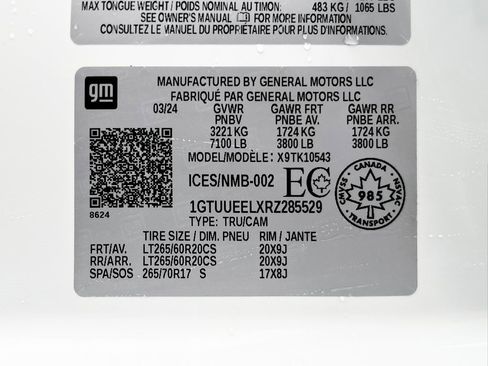 MAX TONGUE WEIGHT / POIDS NOMINAL AU TIMON: 483 KG / 1065 LBS
SEE OWNER'S MANUAL FOR MORE INFORMATION
CONSULTEZ LE MANUEL DU PROPRIÉTAIRE POUR PLUS D'INFORMATIONS
gm
MANUFACTURED BY GENERAL MOTORS LLC
FABRIQUÉ PAR GENERAL MOTORS LLC
03/24 GVWR GAWR FRT GAWR RR
PNBV PNBE AV. PNBE ARR.
3221 KG 1724 KG 1724 KG
7100 LB 3800 LB 3800 LB
MODEL/MODÈLE: X9TK10543
ICES/NMB-002 EC
CANADA
CMVSS NSVAC
985
TRANSPORT
8624
1GTUUEELXRZ285529
TYPE: TRU/CAM
TIRE SIZE / DIM. PNEU RIM / JANTE
FRT/AV. LT265/60R20CS 20X9J
RR/ARR. LT265/60R20CS 20X9J
SPA/SOS 265/70R17 S 17X8J